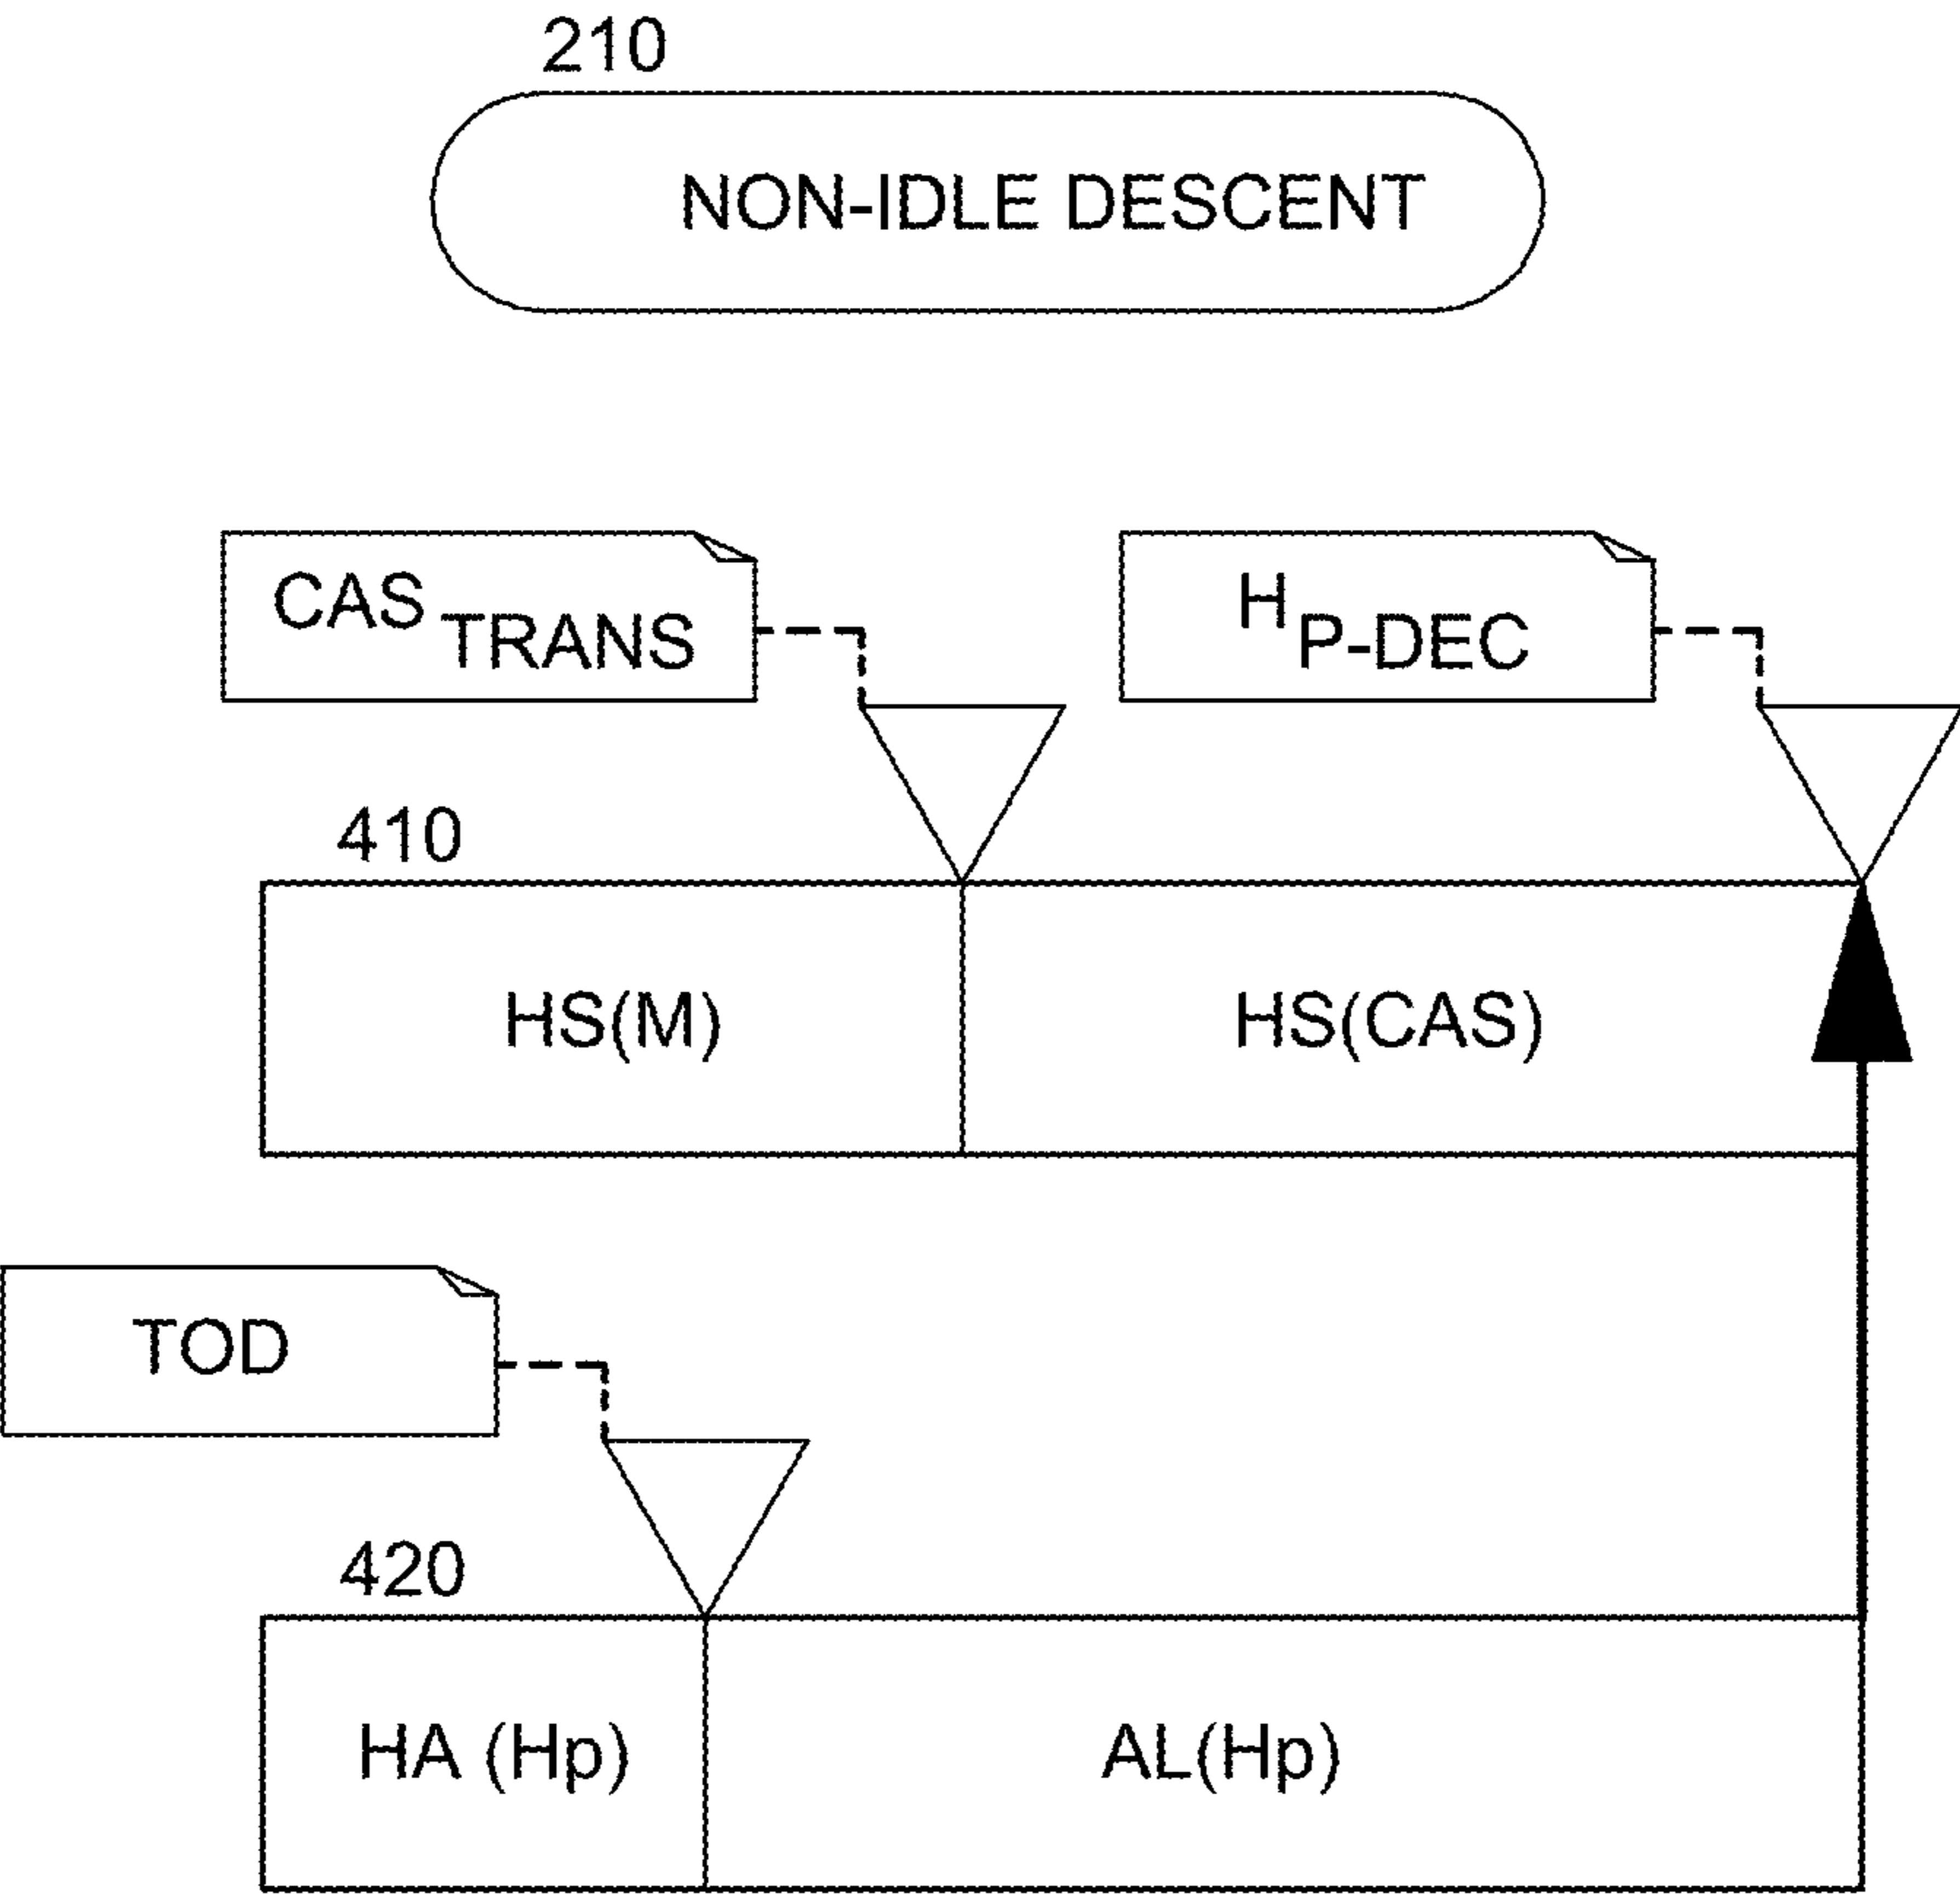 210
NON-IDLE DESCENT
CAS TRANS
H P-DEC
410
HS(M)
HS(CAS)
TOD
420
HA (Hp)
AL(Hp)